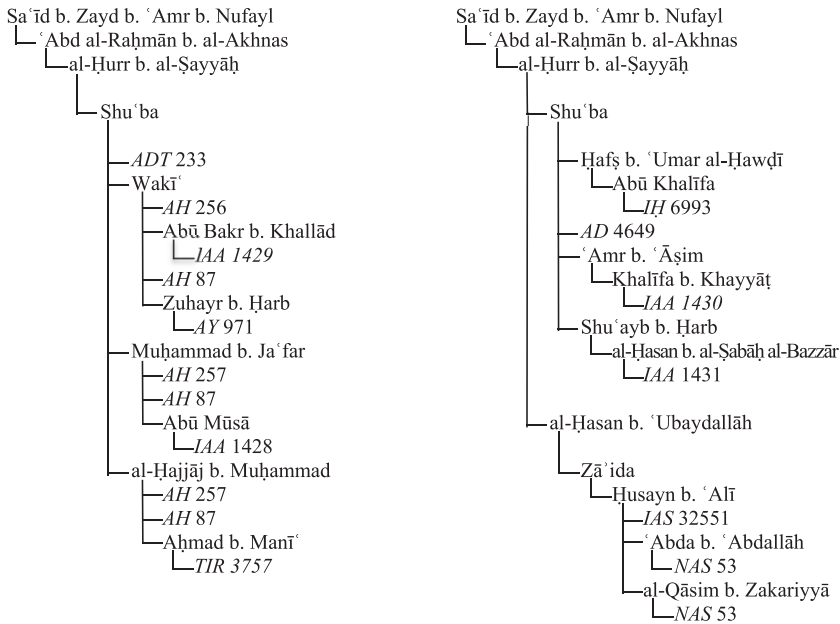 Saʿīd b. Zayd b. ʿAmr b. Nufayl
ʿAbd al-Raḥmān b. al-Akhnas
al-Ḥurr b. al-Ṣayyāḥ
Shuʿba
ADT 233
Wakīʿ
AH 256
Abū Bakr b. Khallād
IAA 1429
AH 87
Zuhayr b. Ḥarb
AY 971
Muḥammad b. Jaʿfar
AH 257
AH 87
Abū Mūsā
IAA 1428
al-Ḥajjāj b. Muḥammad
AH 257
AH 87
Aḥmad b. Manīʿ
TIR 3757
Saʿīd b. Zayd b. ʿAmr b. Nufayl
ʿAbd al-Raḥmān b. al-Akhnas
al-Ḥurr b. al-Ṣayyāḥ
Shuʿba
Ḥafṣ b. ʿUmar al-Ḥawḍī
Abū Khalīfa
IḤ 6993
AD 4649
ʿAmr b. ʿĀṣim
Khalīfa b. Khayyāṭ
IAA 1430
Shuʿayb b. Ḥarb
al-Ḥasan b. al-Ṣabāḥ al-Bazzār
IAA 1431
al-Ḥasan b. ʿUbaydallāh
Zāʾida
Ḥusayn b. ʿAlī
IAS 32551
ʿAbda b. ʿAbdallāh
NAS 53
al-Qāsim b. Zakariyyā
NAS 53